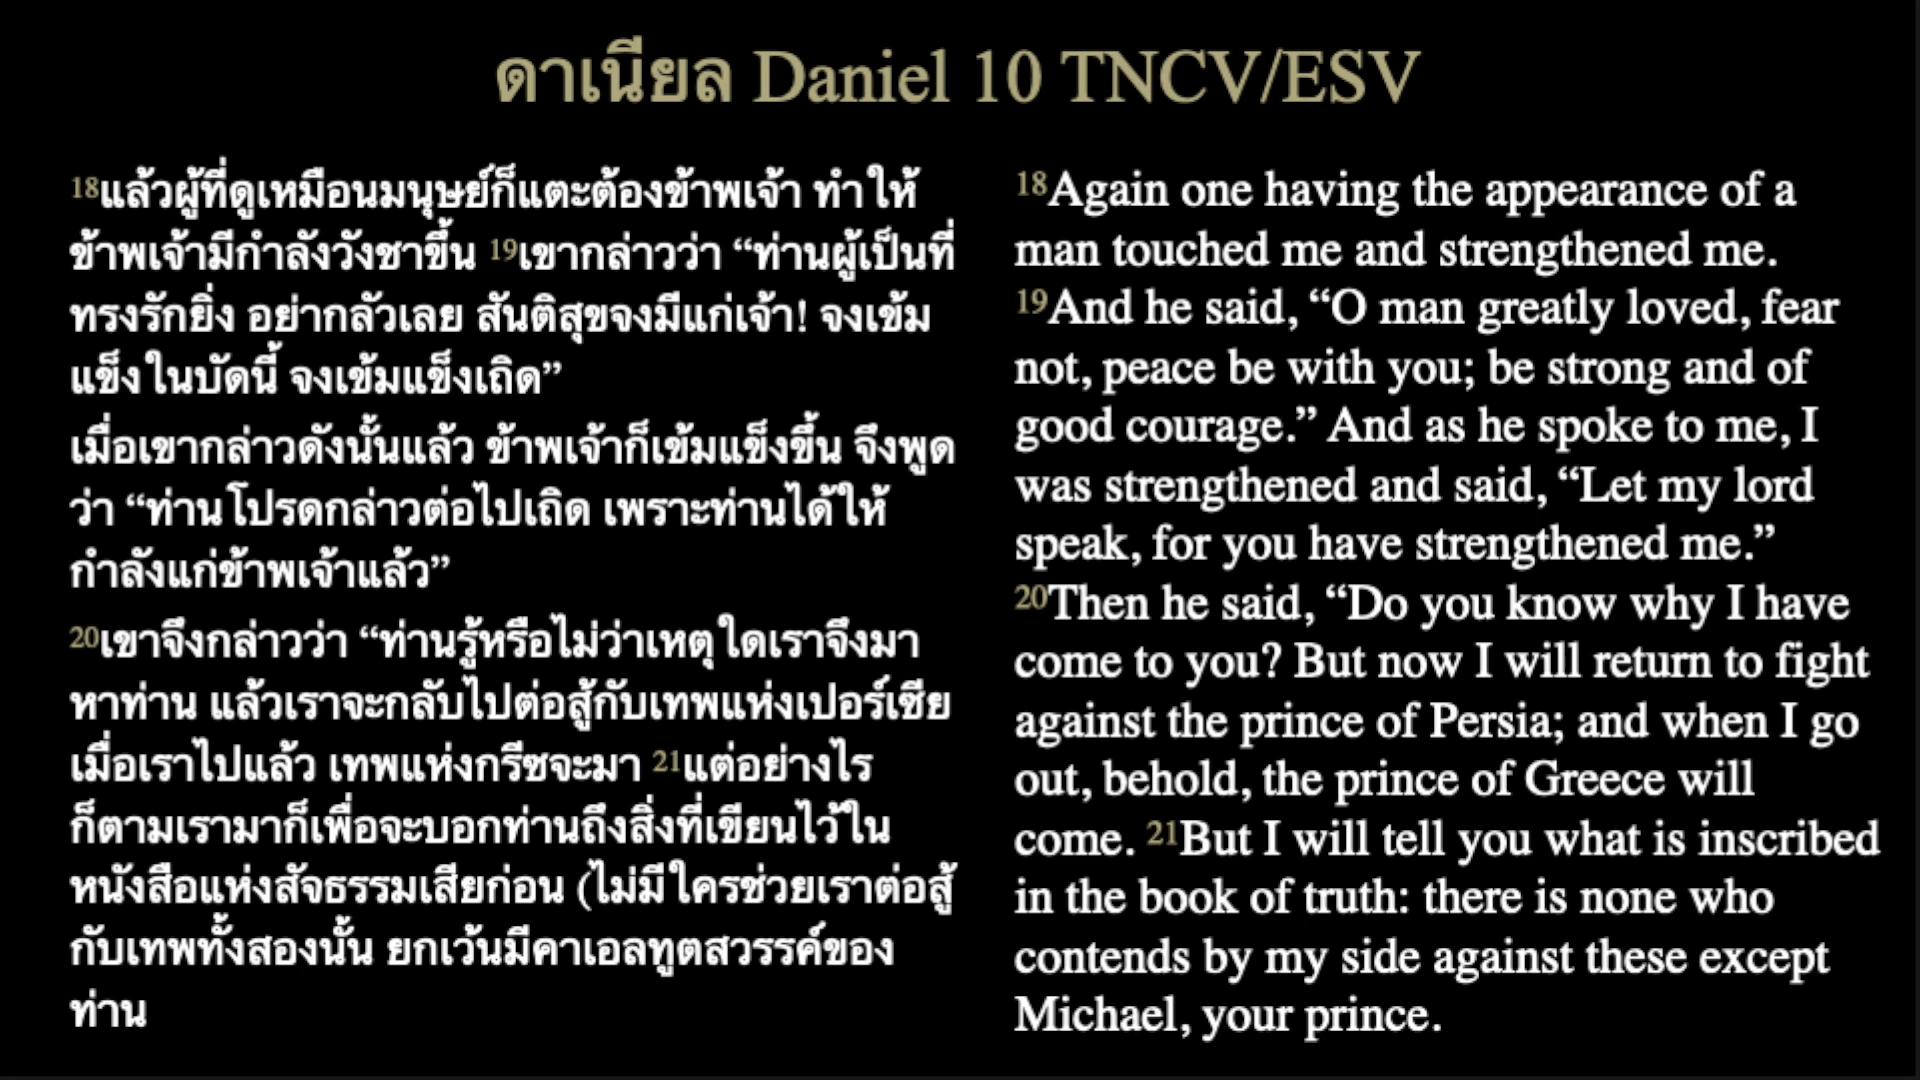 ดาเนียล Daniel 10 TNCV/ESV
18แล้วผู้ที่ดูเหมือนมนุษย์ก็แตะต้องข้าพเจ้า ทำให้
ข้าพเจ้ามีกำลังวังชาขึ้น 19เขากล่าวว่า “ท่านผู้เป็นที่
ทรงรักยิ่ง อย่ากลัวเลย สันติสุขจงมีแก่เจ้า! จงเข้ม
แข็งในบัดนี้ จงเข้มแข็งเถิด”
เมื่อเขากล่าวดังนั้นแล้ว ข้าพเจ้าก็เข้มแข็งขึ้น จึงพูด
ว่า “ท่านโปรดกล่าวต่อไปเถิด เพราะท่านได้ให้
กำลังแก่ข้าพเจ้าแล้ว”
20เขาจึงกล่าวว่า “ท่านรู้หรือไม่ว่าเหตุใดเราจึงมา
หาท่าน แล้วเราจะกลับไปต่อสู้กับเทพแห่งเปอร์เซีย
เมื่อเราไปแล้ว เทพแห่งกรีซจะมา 21แต่อย่างไร
ก็ตามเรามาก็เพื่อจะบอกท่านถึงสิ่งที่เขียนไว้ใน
หนังสือแห่งสัจธรรมเสียก่อน (ไม่มีใครช่วยเราต่อสู้
กับเทพทั้งสองนั้น ยกเว้นมีคาเอลทูตสวรรค์ของ
ท่าน
18Again one having the appearance of a
man touched me and strengthened me.
19And he said, “O man greatly loved, fear
not, peace be with you; be strong and of
good courage.” And as he spoke to me, I
was strengthened and said, “Let my lord
speak, for you have strengthened me.”
20Then he said, “Do you know why I have
come to you? But now I will return to fight
against the prince of Persia; and when I go
out, behold, the prince of Greece will
come. 21But I will tell you what is inscribed
in the book of truth: there is none who
contends by my side against these except
Michael, your prince.